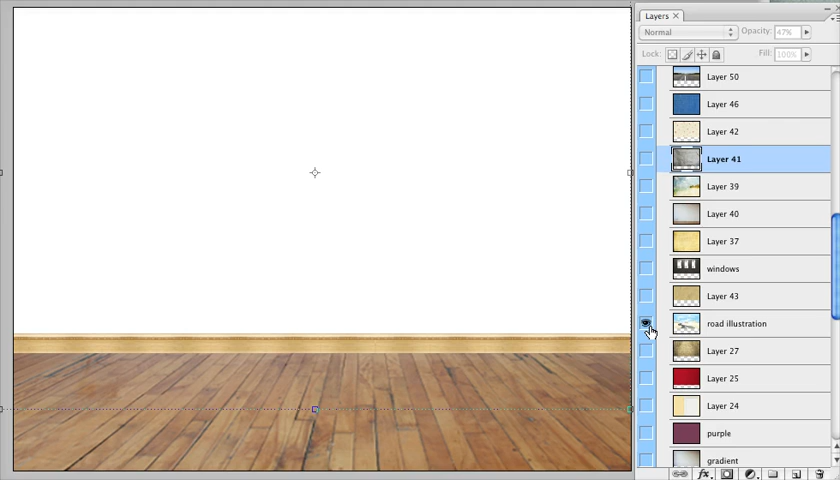 Layers ×
Normal Opacity: 47%
Lock: Fill: 100%
Layer 50
Layer 46
Layer 42
Layer 41
Layer 39
Layer 40
Layer 37
windows
Layer 43
road illustration
Layer 27
Layer 25
Layer 24
purple
gradient
fx